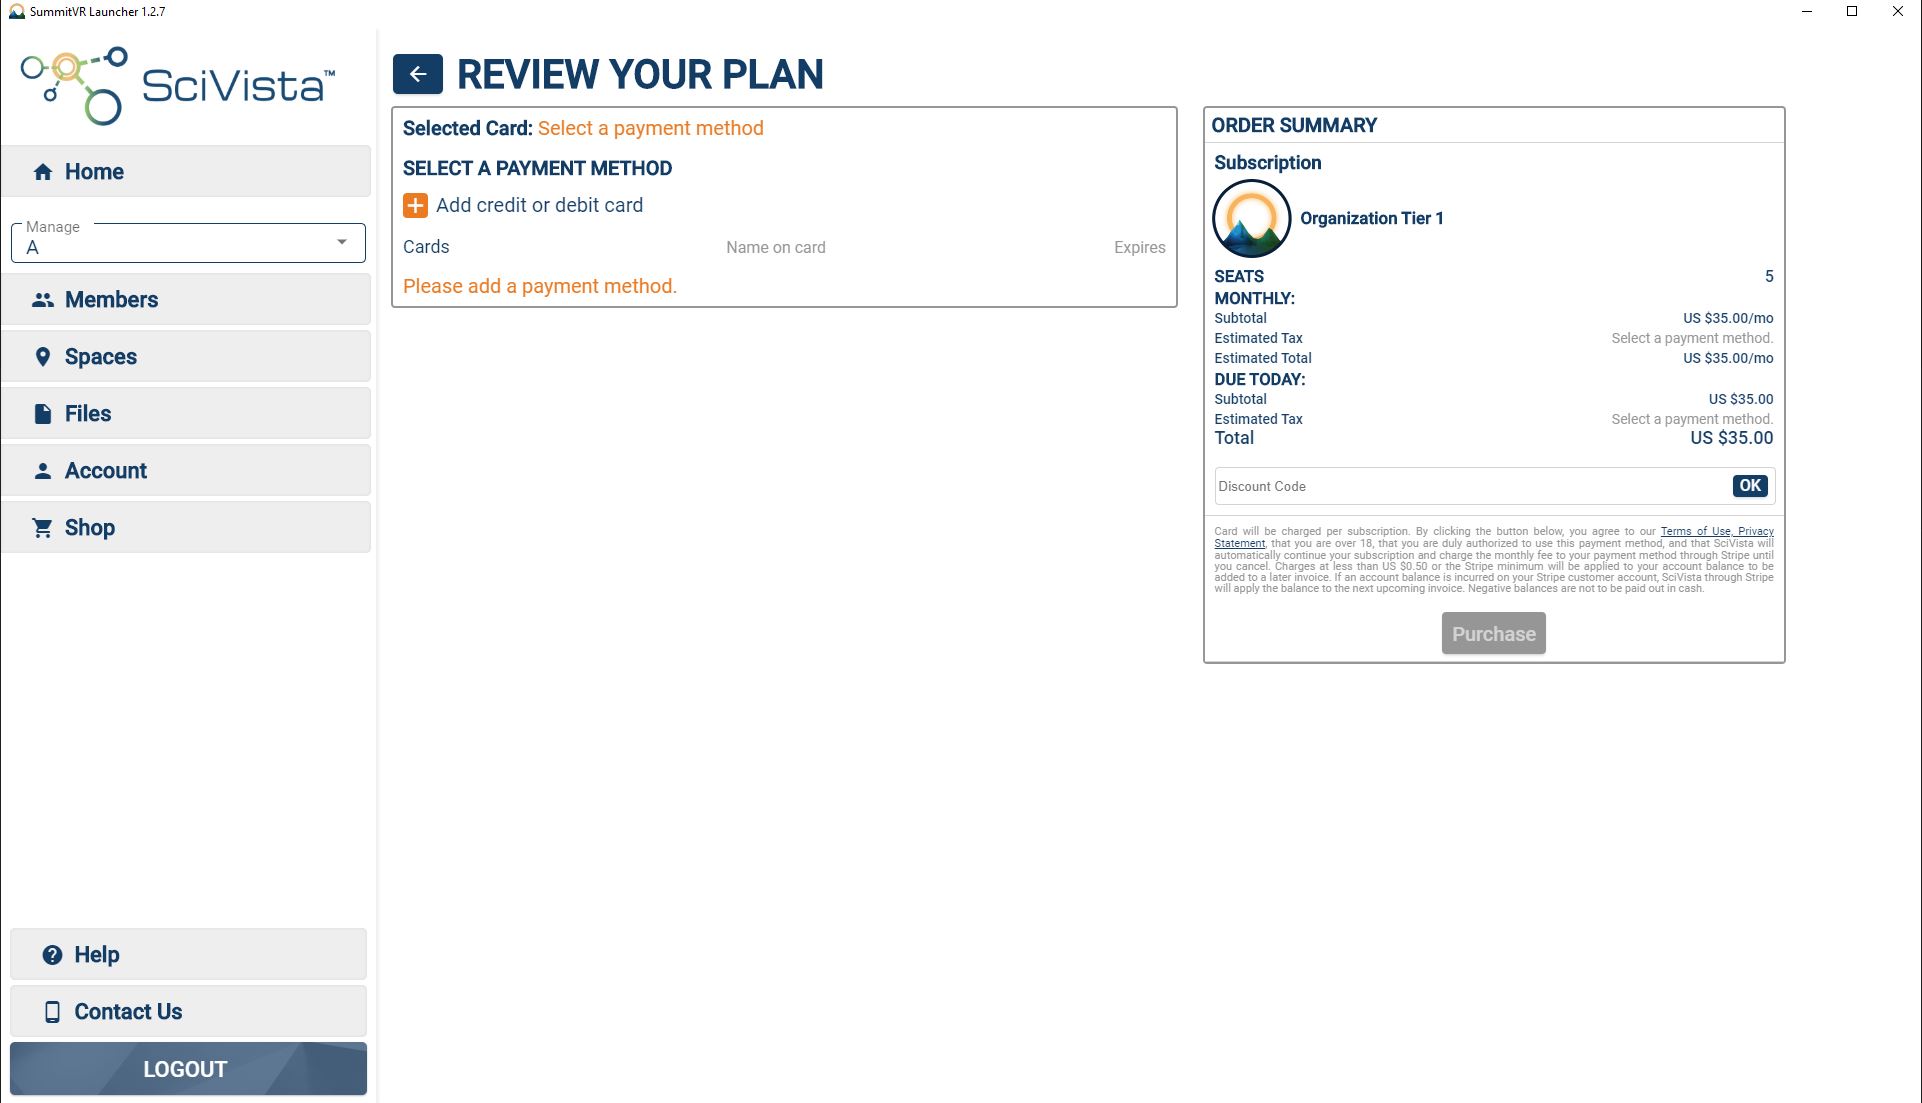 SummitVR Launcher 1.2.7
SciVista™
Home
Manage
A
Members
Spaces
Files
Account
Shop
Help
Contact Us
LOGOUT
REVIEW YOUR PLAN
Selected Card: Select a payment method
SELECT A PAYMENT METHOD
Add credit or debit card
Cards Name on card Expires
Please add a payment method.
ORDER SUMMARY
Subscription
Organization Tier 1
SEATS 5
MONTHLY:
Subtotal US $35.00/mo
Estimated Tax Select a payment method.
Estimated Total US $35.00/mo
DUE TODAY:
Subtotal US $35.00
Estimated Tax Select a payment method.
Total US $35.00
Discount Code OK
Card will be charged per subscription. By clicking the button below, you agree to our Terms of Use, Privacy
Statement, that you are over 18, that you are duly authorized to use this payment method, and that SciVista will
automatically continue your subscription and charge the monthly fee to your payment method through Stripe until
you cancel. Charges at less than US $0.50 or the Stripe minimum will be applied to your account balance to be
added to a later invoice. If an account balance is incurred on your Stripe customer account, SciVista through Stripe
will apply the balance to the next upcoming invoice. Negative balances are not to be paid out in cash.
Purchase